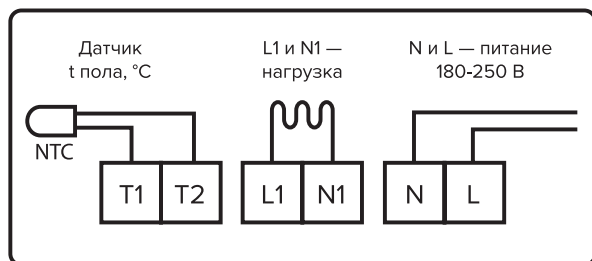 Датчик
t пола, °C
L1 и N1 —
нагрузка
N и L — питание
180-250 В
NTC
T1 T2 L1 N1 N L